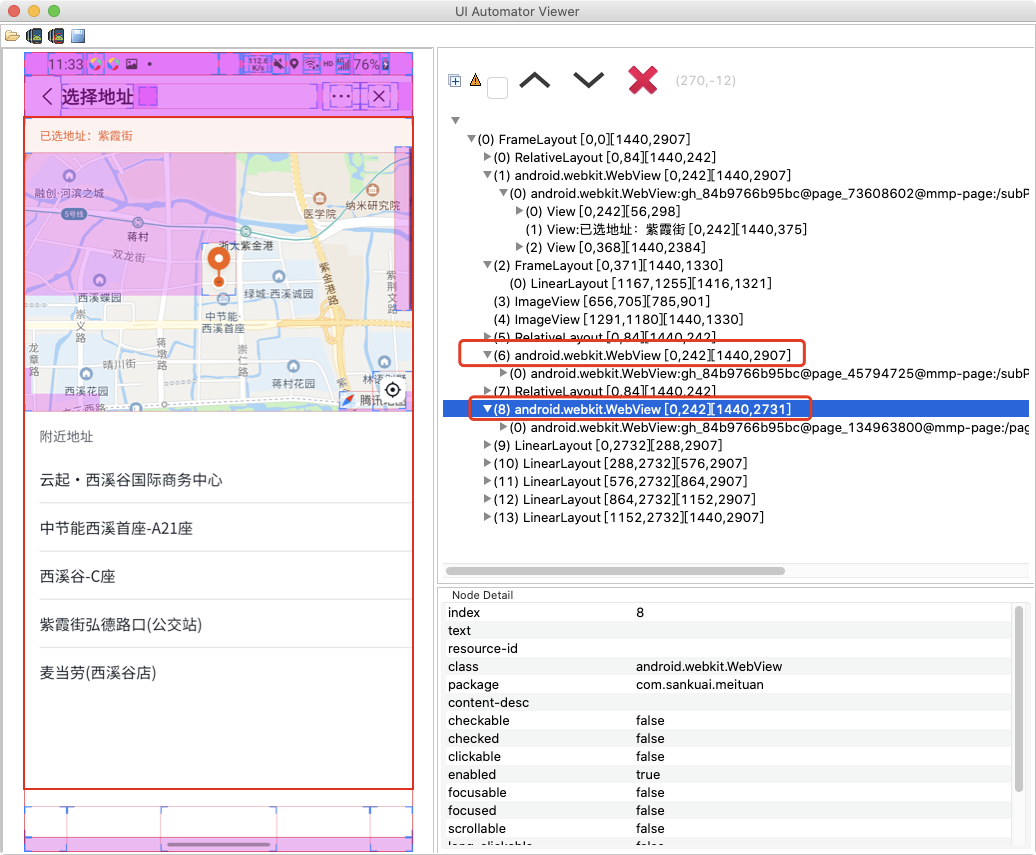 UI Automator Viewer
11:33
112.6 K/s
HD
76%
选择地址
已选地址：紫霞街
融创·河滨之城
5号线
蒋村
双龙街
医学院
纳米研究院
浙大紫金港
西溪蝶园
绿城·西溪诚园
紫金港路
紫荆文路
中节能·
西溪首座
崇义路
龙章路
蒋墩路
崇仁路
晴川街
蒋村花园
西溪花园
腾讯地图
附近地址
云起·西溪谷国际商务中心
中节能西溪首座-A21座
西溪谷-C座
紫霞街弘德路口(公交站)
麦当劳(西溪谷店)
(270,-12)
(0) FrameLayout [0,0][1440,2907]
(0) RelativeLayout [0,84][1440,242]
(1) android.webkit.WebView [0,242][1440,2907]
(0) android.webkit.WebView:gh_84b9766b95bc@page_73608602@mmp-page:/subP
(0) View [0,242][56,298]
(1) View:已选地址：紫霞街 [0,242][1440,375]
(2) View [0,368][1440,2384]
(2) FrameLayout [0,371][1440,1330]
(0) LinearLayout [1167,1255][1416,1321]
(3) ImageView [656,705][785,901]
(4) ImageView [1291,1180][1440,1330]
(5) RelativeLayout [0,84][1440,242]
(6) android.webkit.WebView [0,242][1440,2907]
(0) android.webkit.WebView:gh_84b9766b95bc@page_45794725@mmp-page:/subP
(7) RelativeLayout [0,84][1440,242]
(8) android.webkit.WebView [0,242][1440,2731]
(0) android.webkit.WebView:gh_84b9766b95bc@page_134963800@mmp-page:/pag
(9) LinearLayout [0,2732][288,2907]
(10) LinearLayout [288,2732][576,2907]
(11) LinearLayout [576,2732][864,2907]
(12) LinearLayout [864,2732][1152,2907]
(13) LinearLayout [1152,2732][1440,2907]
Node Detail
index 8
text
resource-id
class android.webkit.WebView
package com.sankuai.meituan
content-desc
checkable false
checked false
clickable false
enabled true
focusable false
focused false
scrollable false